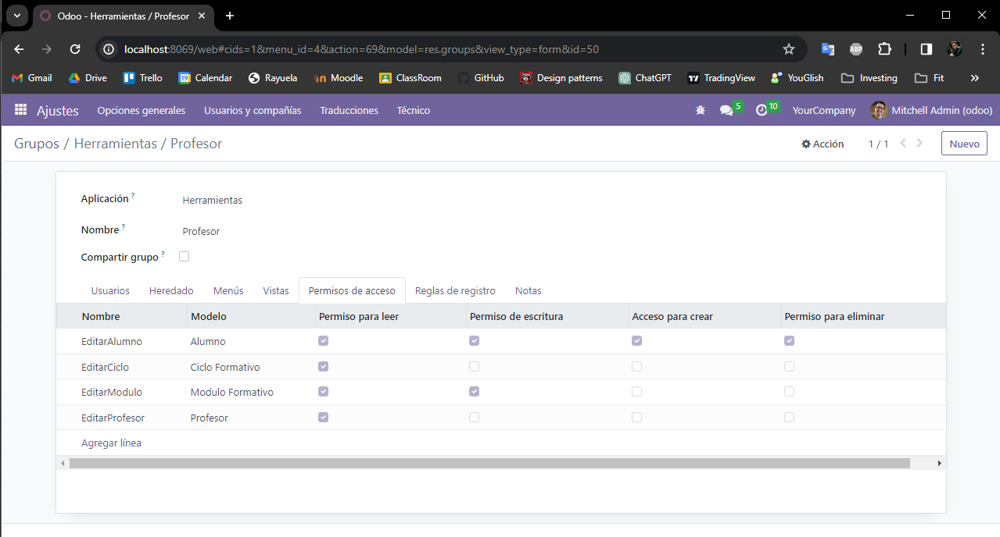 Odoo - Herramientas / Profesor
localhost:8069/web#cids=1&menu_id=4&action=69&model=res.groups&view_type=form&id=50
ABP
Gmail Drive Trello 19 Calendar Rayuela Moodle ClassRoom GitHub Design patterns ChatGPT TradingView YouGlish Investing Fit »
Ajustes Opciones generales Usuarios y compañías Traducciones Técnico 5 10 YourCompany Mitchell Admin (odoo)
Grupos / Herramientas / Profesor Acción 1 / 1 Nuevo
Aplicación ? Herramientas
Nombre ? Profesor
Compartir grupo ?
Usuarios Heredado Menús Vistas Permisos de acceso Reglas de registro Notas
Nombre Modelo Permiso para leer Permiso de escritura Acceso para crear Permiso para eliminar
EditarAlumno Alumno
EditarCiclo Ciclo Formativo
EditarModulo Modulo Formativo
EditarProfesor Profesor
Agregar línea